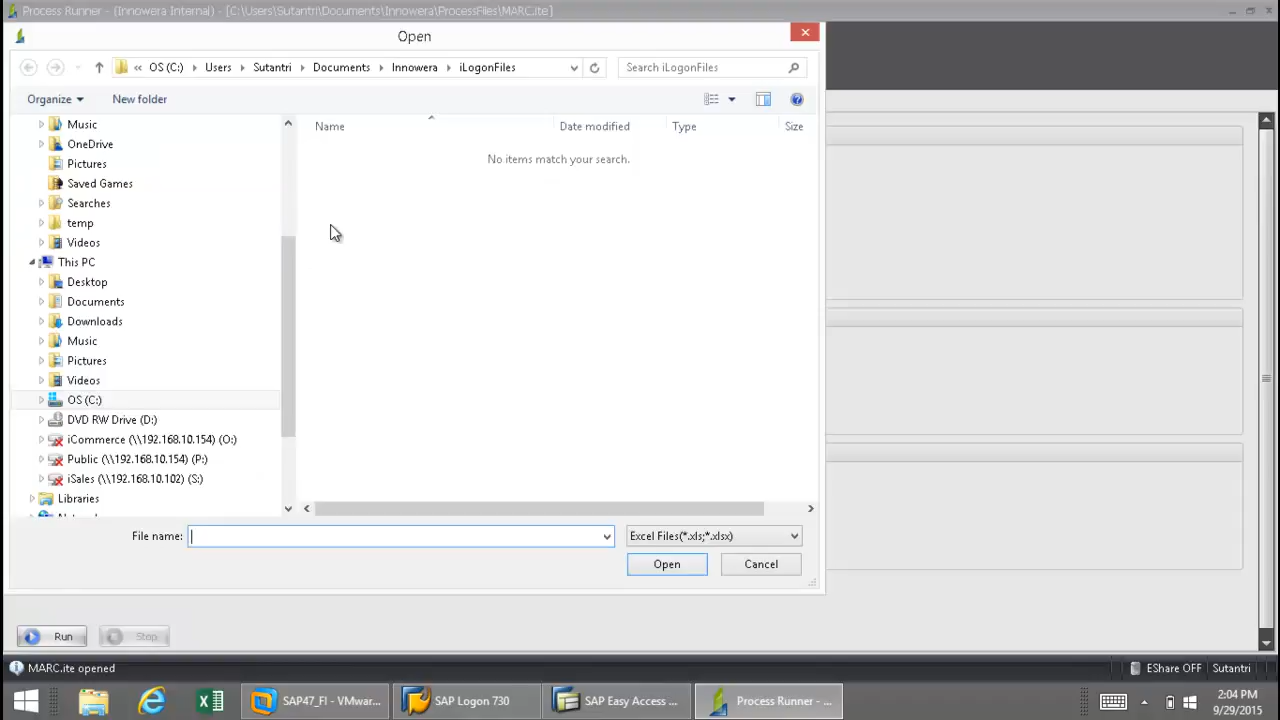 Process Runner - (Innowera Internal) - [C:\Users\Sutantri\Documents\Innowera\ProcessFiles\MARC.ite]
Open
« OS (C:) Users Sutantri Documents Innowera iLogonFiles
Search iLogonFiles
Organize New folder
Name Date modified Type Size
No items match your search.
Music
OneDrive
Pictures
Saved Games
Searches
temp
Videos
This PC
Desktop
Documents
Downloads
Music
Pictures
Videos
OS (C:)
DVD RW Drive (D:)
iCommerce (\\192.168.10.154) (O:)
Public (\\192.168.10.154) (P:)
iSales (\\192.168.10.102) (S:)
Libraries
File name: Excel Files(*.xls;*.xlsx)
Open Cancel
Run Stop
MARC.ite opened EShare OFF Sutantri
SAP47_FI - VMwar... SAP Logon 730 SAP Easy Access ... Process Runner - ...
2:04 PM
9/29/2015